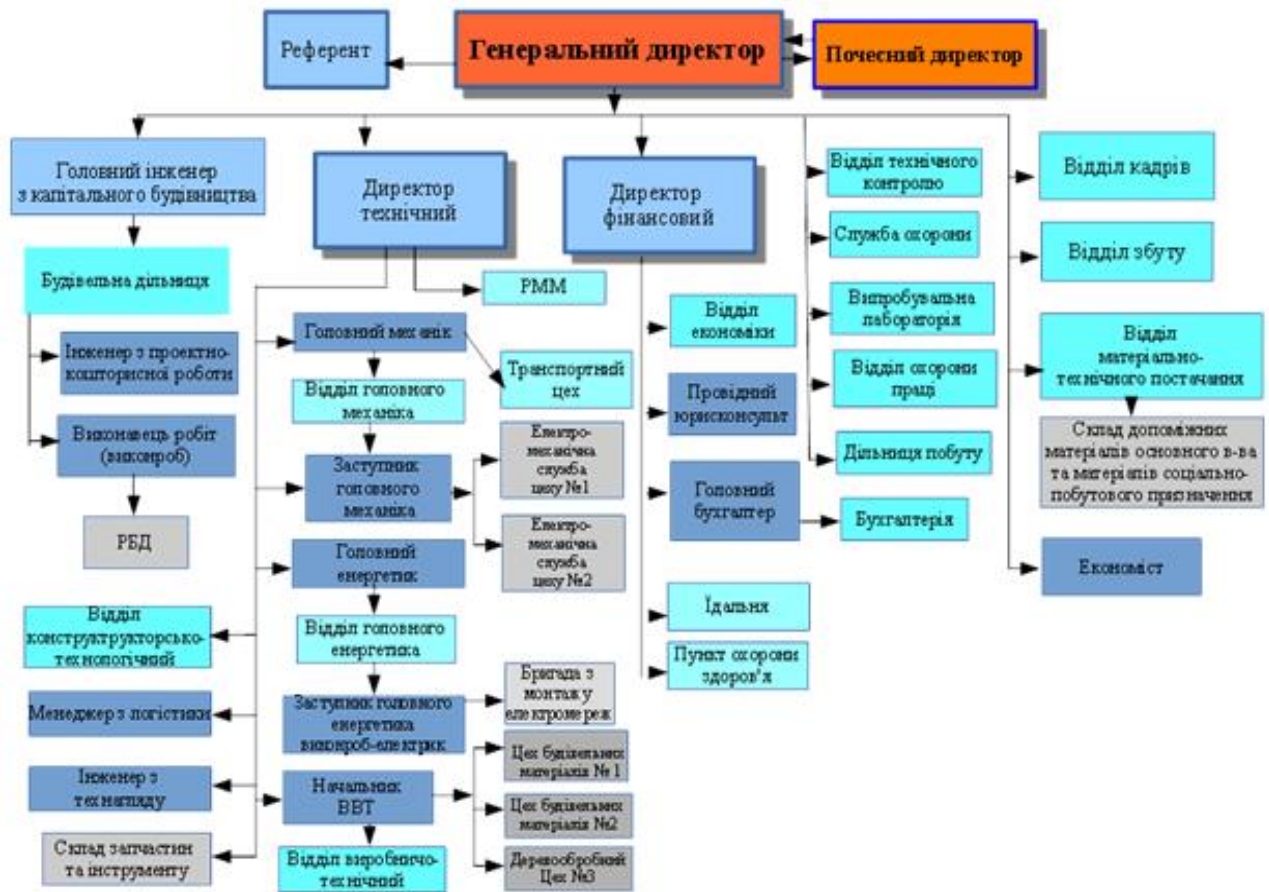 Референт
Генеральний директор
Почесний директор
Головний інженер
з капітального будівництва
Директор
технічний
Директор
фінансовий
Відділ технічного
контролю
Відділ кадрів
Служба охорони
Відділ збуту
Будівельна дільниця
РММ
Випробувальна
лабораторія
Відділ
економіки
Головний механік
Відділ
матеріально-
технічного постачання
Інженер з проектно-
кошторисної роботи
Транспортний
цех
Відділ охорони
праці
Відділ головного
механіка
Провідний
юрисконсульт
Виконавець робіт
(виконроб)
Електро-
механічна
служба
цеху №1
Склад допоміжних
матеріалів основного в-ва
та матеріалів соціально-
побутового призначення
Дільниця побуту
Заступник
головного
механіка
Головний
бухгалтер
Бухгалтерія
РБД
Електро-
механічна
служба
цеху №2
Головний
енергетик
Економіст
Їдальня
Відділ
конструкторсько-
технологічний
Відділ головного
енергетика
Пункт охорони
здоров'я
Бригада з
монтажу
електромереж
Менеджер з логістики
Заступник головного
енергетика
виконроб-електрик
Цех будівельних
матеріалів № 1
Інженер з
технагляду
Начальник
ВВТ
Цех будівельних
матеріалів №2
Склад запчастин
та інструменту
Відділ виробничо-
технічний
Деревообробний
Цех №3